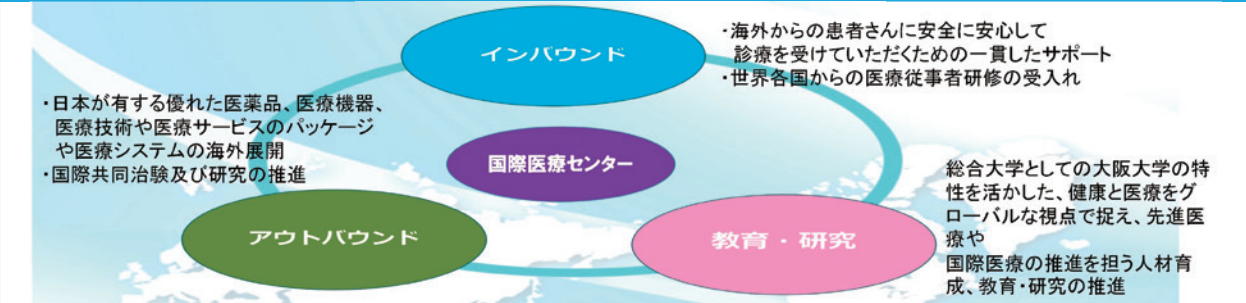 インバウンド
・海外からの患者さんに安全に安心して
診療を受けていただくための一貫したサポート
・世界各国からの医療従事者研修の受入れ
・日本が有する優れた医薬品、医療機器、
医療技術や医療サービスのパッケージ
や医療システムの海外展開
・国際共同治験及び研究の推進
国際医療センター
アウトバウンド
教育・研究
総合大学としての大阪大学の特
性を活かした、健康と医療をグ
ローバルな視点で捉え、先進医
療や
国際医療の推進を担う人材育
成、教育・研究の推進